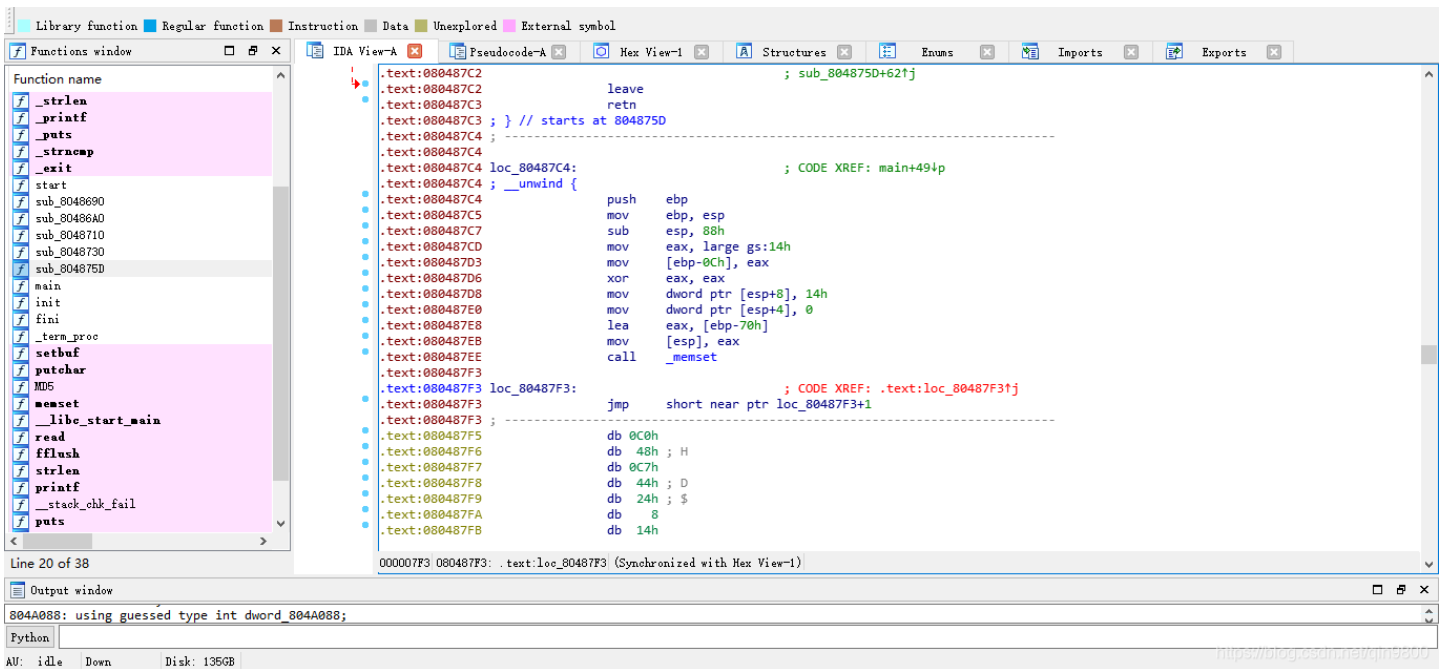 Library function Regular function Instruction Data Unexplored External symbol
Functions window
IDA View-A Pseudocode-A Hex View-1 Structures Enums Imports Exports
Function name
_strlen
_printf
_puts
_strncmp
_exit
start
sub_8048690
sub_80486A0
sub_8048710
sub_8048730
sub_804875D
main
init
fini
_term_proc
setbuf
putchar
MD5
memset
__libc_start_main
read
fflush
strlen
printf
__stack_chk_fail
puts
Line 20 of 38
.text:080487C2 ; sub_804875D+62↑j
.text:080487C2 leave
.text:080487C3 retn
.text:080487C3 ; } // starts at 804875D
.text:080487C4 ; ---------------------------------------------------------------------------
.text:080487C4
.text:080487C4 loc_80487C4: ; CODE XREF: main+49↓p
.text:080487C4 ; __unwind {
.text:080487C4 push ebp
.text:080487C5 mov ebp, esp
.text:080487C7 sub esp, 88h
.text:080487CD mov eax, large gs:14h
.text:080487D3 mov [ebp-0Ch], eax
.text:080487D6 xor eax, eax
.text:080487D8 mov dword ptr [esp+8], 14h
.text:080487E0 mov dword ptr [esp+4], 0
.text:080487E8 lea eax, [ebp-70h]
.text:080487EB mov [esp], eax
.text:080487EE call _memset
.text:080487F3
.text:080487F3 loc_80487F3: ; CODE XREF: .text:loc_80487F3↑j
.text:080487F3 jmp short near ptr loc_80487F3+1
.text:080487F3 ; ---------------------------------------------------------------------------
.text:080487F5 db 0C0h
.text:080487F6 db 48h ; H
.text:080487F7 db 0C7h
.text:080487F8 db 44h ; D
.text:080487F9 db 24h ; $
.text:080487FA db 8
.text:080487FB db 14h
000007F3 080487F3: .text:loc_80487F3 (Synchronized with Hex View-1)
Output window
804A088: using guessed type int dword_804A088;
Python
AU: idle Down Disk: 135GB
https://blog.csdn.net/qin9800